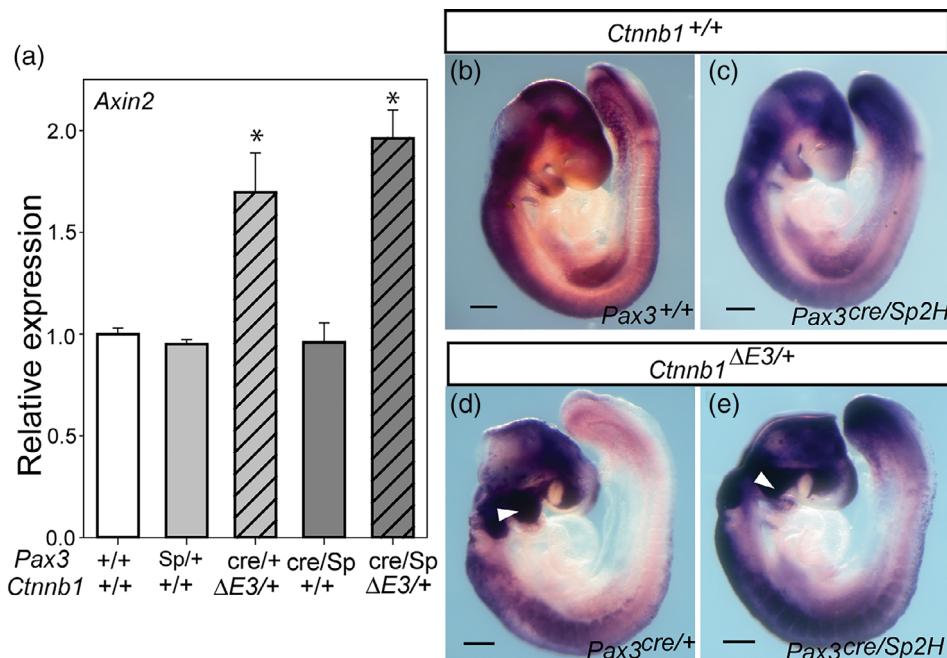 (a)
Axin2
Relative expression
2.0
1.5
1.0
0.5
0.0
* *
Pax3 +/+ Sp/+ cre/+ cre/Sp cre/Sp
Ctnnb1 +/+ +/+ ΔE3/+ +/+ ΔE3/+
Ctnnb1+/+
(b) (c)
Pax3+/+ Pax3cre/Sp2H
Ctnnb1ΔE3/+
(d) (e)
Pax3cre/+ Pax3cre/Sp2H